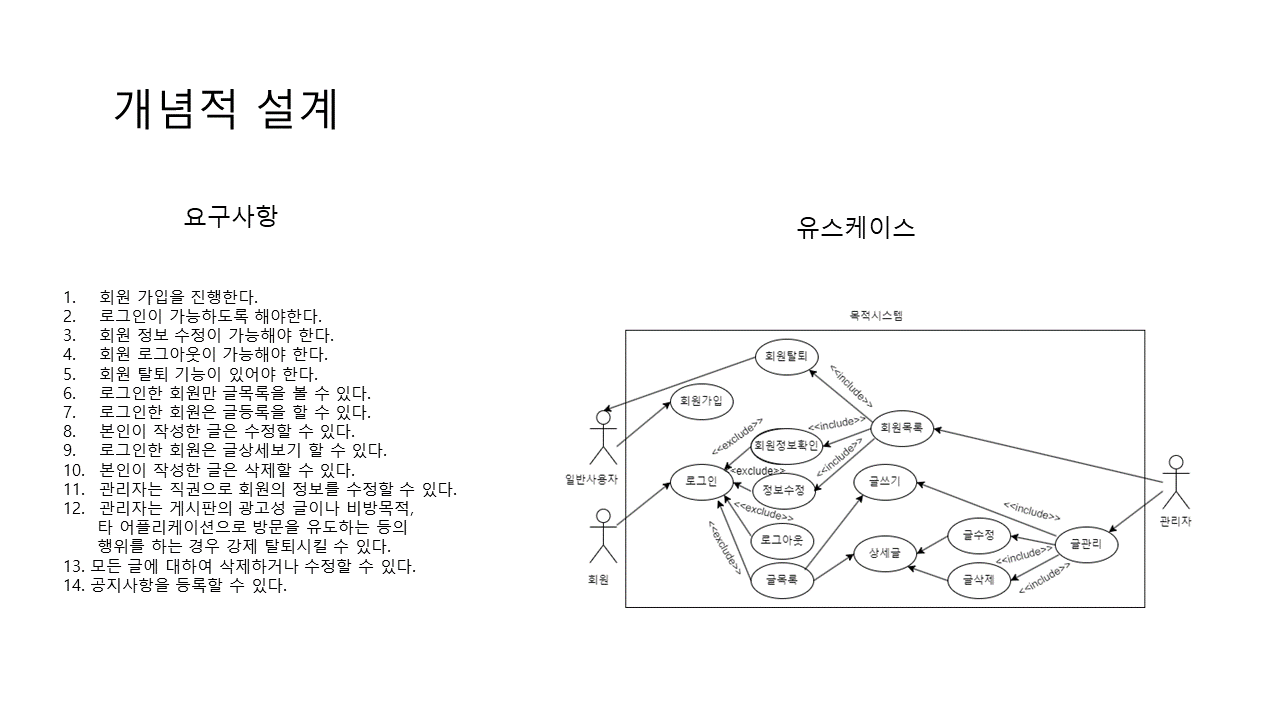 개념적 설계
요구사항
1. 회원 가입을 진행한다.
2. 로그인이 가능하도록 해야한다.
3. 회원 정보 수정이 가능해야 한다.
4. 회원 로그아웃이 가능해야 한다.
5. 회원 탈퇴 기능이 있어야 한다.
6. 로그인한 회원만 글목록을 볼 수 있다.
7. 로그인한 회원은 글등록을 할 수 있다.
8. 본인이 작성한 글은 수정할 수 있다.
9. 로그인한 회원은 글상세보기 할 수 있다.
10. 본인이 작성한 글은 삭제할 수 있다.
11. 관리자는 직권으로 회원의 정보를 수정할 수 있다.
12. 관리자는 게시판의 광고성 글이나 비방목적,
타 어플리케이션으로 방문을 유도하는 등의
행위를 하는 경우 강제 탈퇴시킬 수 있다.
13. 모든 글에 대하여 삭제하거나 수정할 수 있다.
14. 공지사항을 등록할 수 있다.
유스케이스
목적시스템
회원탈퇴
<<include>>
회원가입
회원목록
<<include>>
<<exclude>>
회원정보확인
<<include>>
일반사용자
<<exclude>>
로그인
정보수정
글쓰기
<<exclude>>
<<include>>
관리자
<<exclude>>
로그아웃
글수정
글관리
상세글
<<include>>
회원
글목록
글삭제
<<include>>